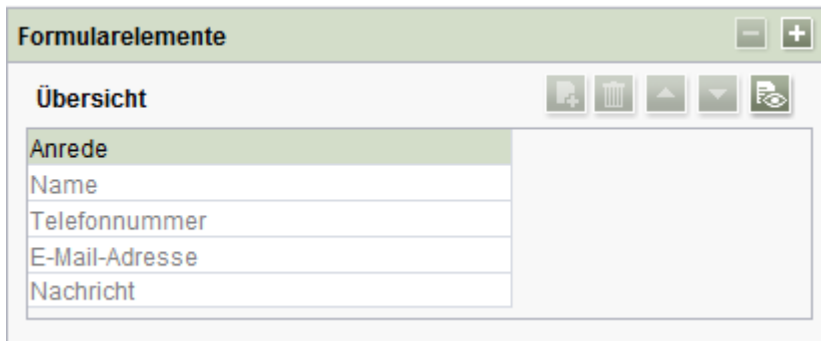 Formularelemente
Übersicht
Anrede
Name
Telefonnummer
E-Mail-Adresse
Nachricht